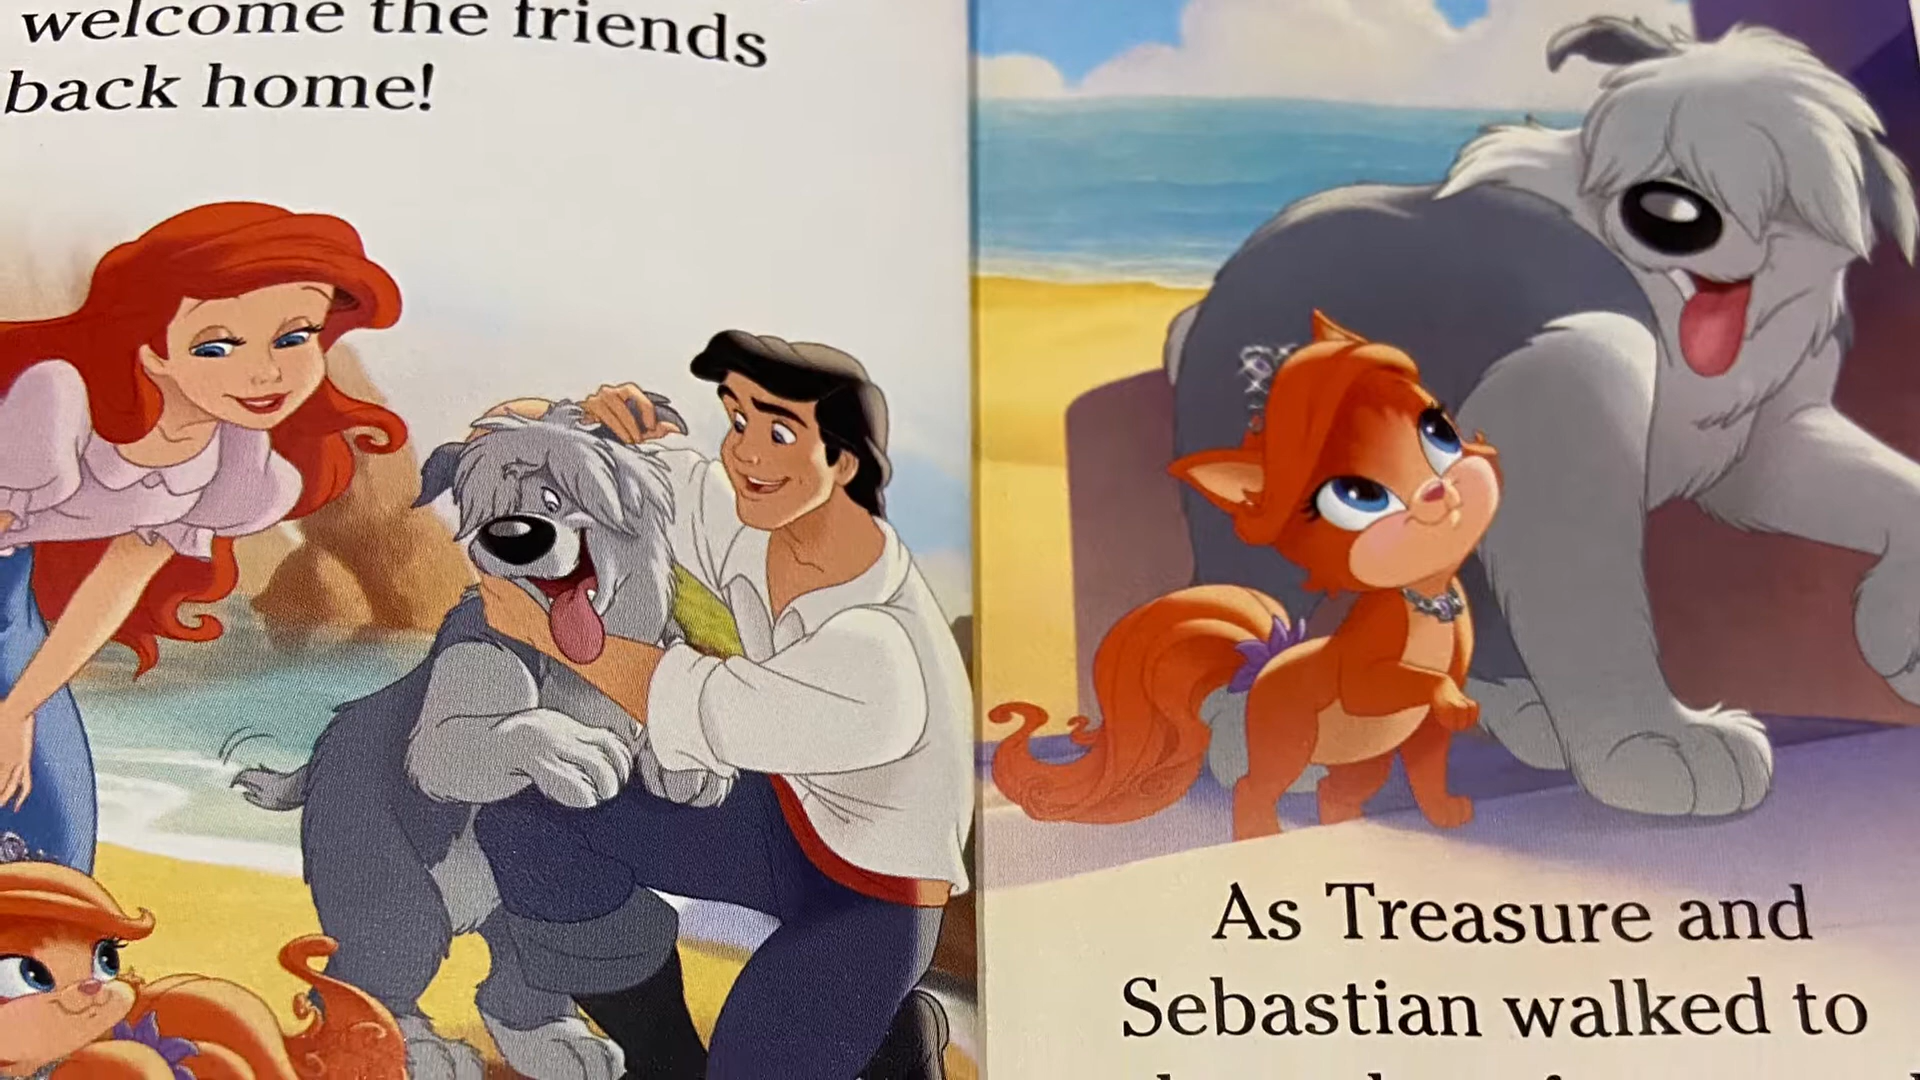 welcome the friends
back home!
As Treasure and
Sebastian walked to